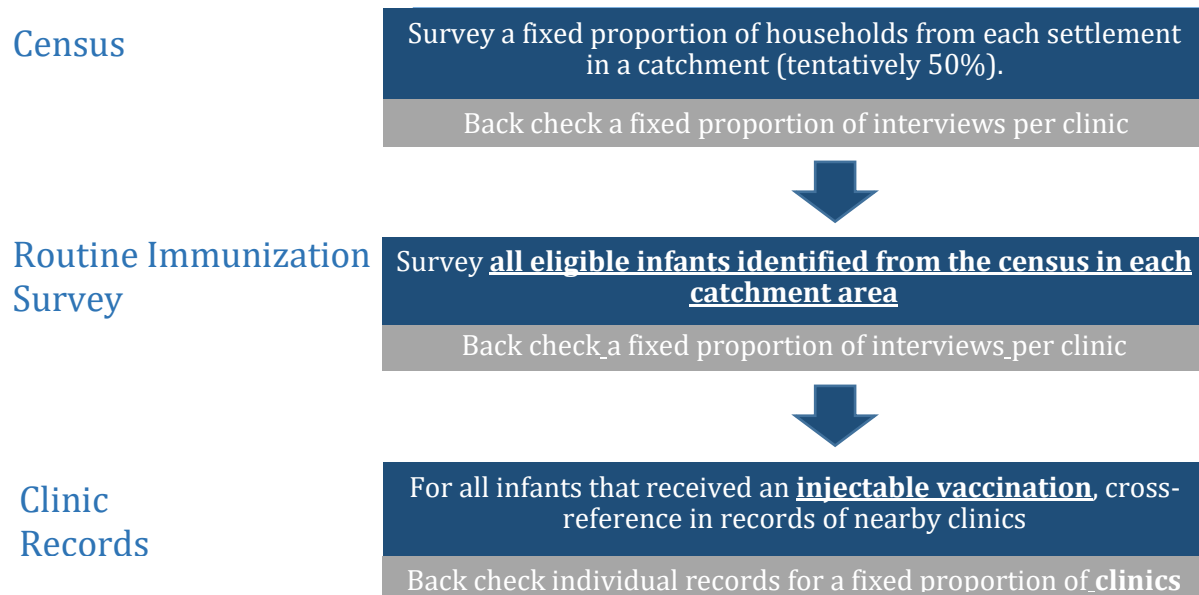 Census
Survey a fixed proportion of households from each settlement
in a catchment (tentatively 50%).
Back check a fixed proportion of interviews per clinic
Routine Immunization
Survey
Survey all eligible infants identified from the census in each
catchment area
Back check a fixed proportion of interviews per clinic
Clinic
Records
For all infants that received an injectable vaccination, cross-
reference in records of nearby clinics
Back check individual records for a fixed proportion of clinics